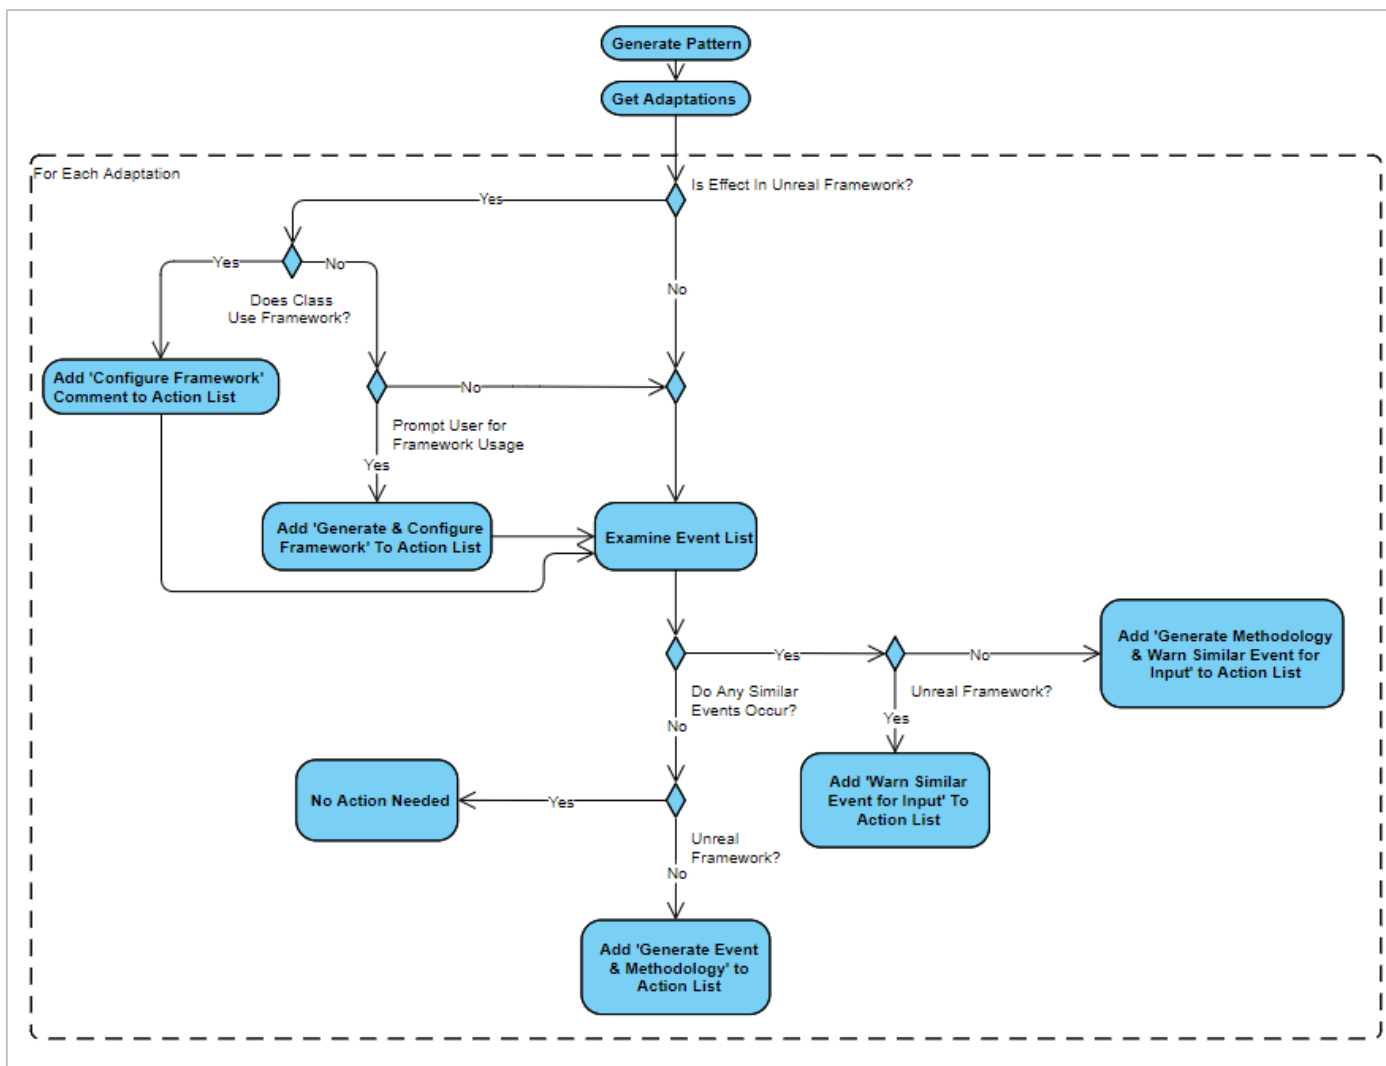 Generate Pattern
Get Adaptations
For Each Adaptation
Is Effect In Unreal Framework?
Yes
Yes
No
Does Class
Use Framework?
No
Add 'Configure Framework'
Comment to Action List
No
Prompt User for
Framework Usage
Yes
Add 'Generate & Configure
Framework' To Action List
Examine Event List
Yes
No
Add 'Generate Methodology
& Warn Similar Event for
Input' to Action List
Do Any Similar
Events Occur?
Unreal Framework?
No
Yes
Add 'Warn Similar
Event for Input' To
Action List
No Action Needed
Yes
Unreal
Framework?
No
Add 'Generate Event
& Methodology' to
Action List